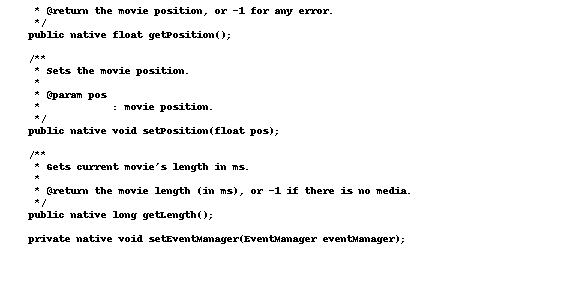 * @return the movie position, or -1 for any error.
*/
public native float getPosition();
/**
* Sets the movie position.
*
* @param pos
* : movie position.
*/
public native void setPosition(float pos);
/**
* Gets current movie's length in ms.
*
* @return the movie length (in ms), or -1 if there is no media.
*/
public native long getLength();
private native void setEventManager(EventManager eventManager);